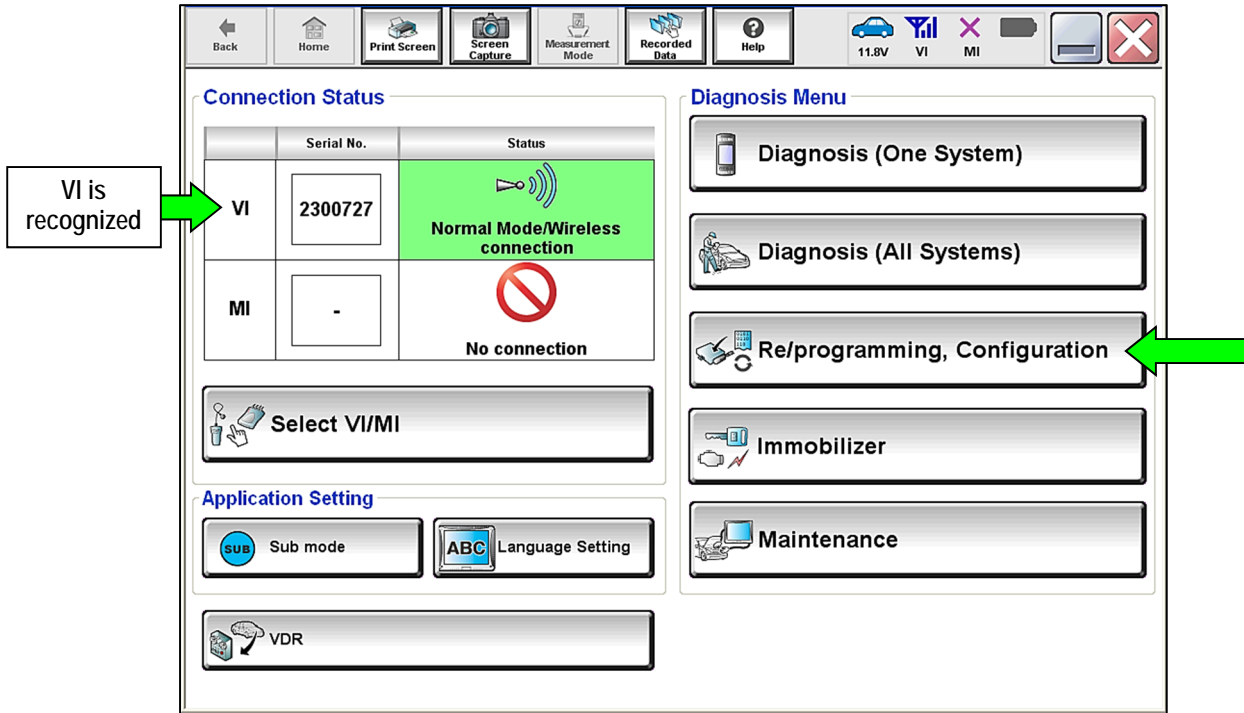 Back
Home
Print Screen
Screen
Capture
Measurement
Mode
Recorded
Data
?
Help
11.8V
VI
MI
Connection Status
Serial No.
Status
VI is
recognized
VI
2300727
Normal Mode/Wireless
connection
MI
-
No connection
Select VI/MI
Application Setting
SUB
Sub mode
ABC
Language Setting
VDR
Diagnosis Menu
Diagnosis (One System)
Diagnosis (All Systems)
Re/programming, Configuration
Immobilizer
Maintenance